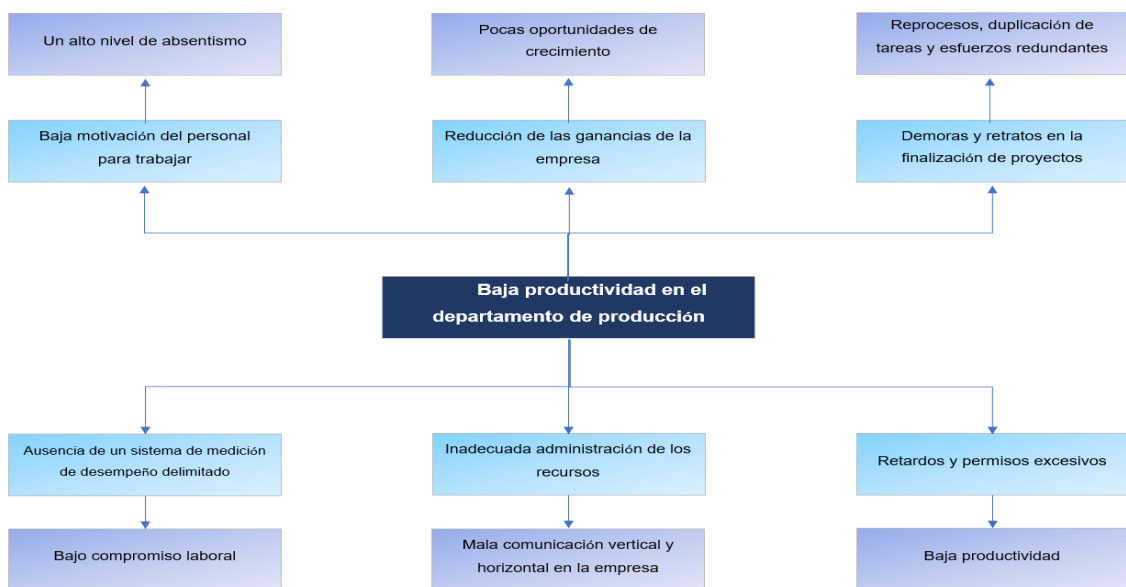 Un alto nivel de absentismo
Pocas oportunidades de
crecimiento
Reprocesos, duplicación de
tareas y esfuerzos redundantes
Baja motivación del personal
para trabajar
Reducción de las ganancias de la
empresa
Demoras y retratos en la
finalización de proyectos
Baja productividad en el
departamento de producción
Ausencia de un sistema de medición
de desempeño delimitado
Inadecuada administración de los
recursos
Retardos y permisos excesivos
Bajo compromiso laboral
Mala comunicación vertical y
horizontal en la empresa
Baja productividad